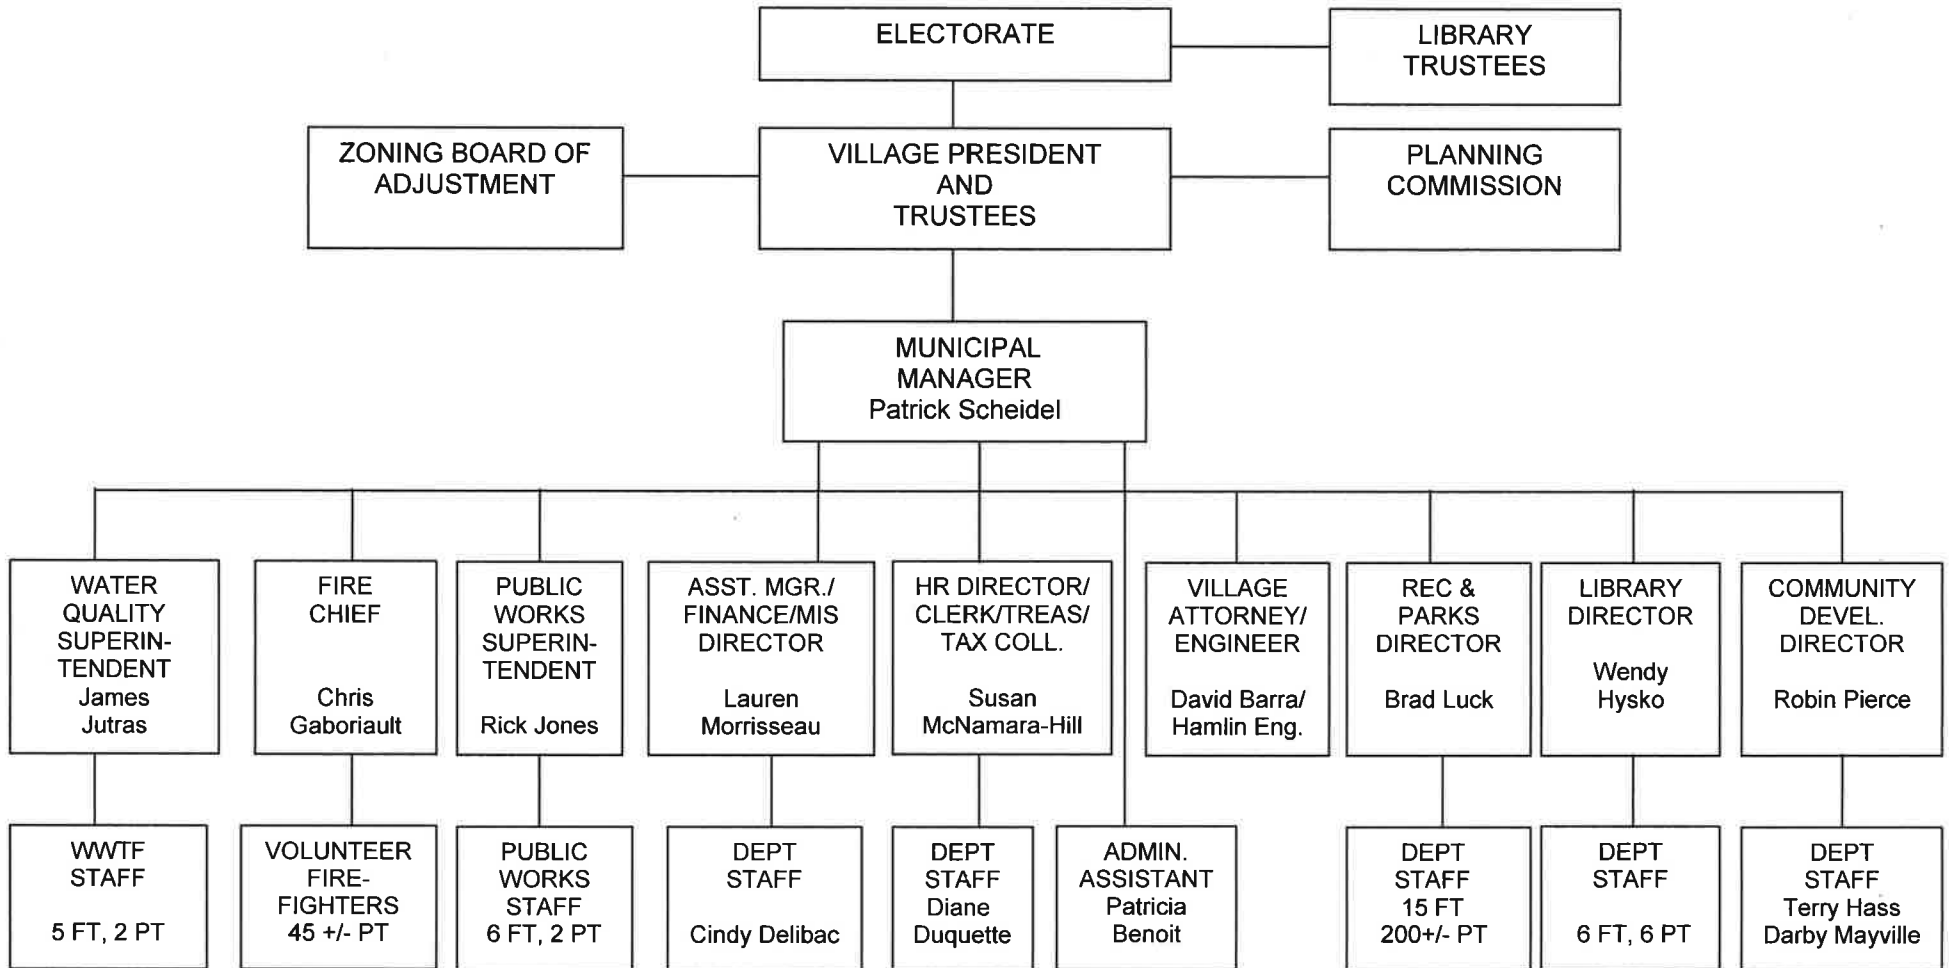 ELECTORATE
LIBRARY
TRUSTEES
ZONING BOARD OF
ADJUSTMENT
VILLAGE PRESIDENT
AND
TRUSTEES
PLANNING
COMMISSION
MUNICIPAL
MANAGER
Patrick Scheidel
WATER
QUALITY
SUPERIN-
TENDENT
James
Jutras
FIRE
CHIEF
Chris
Gaboriault
PUBLIC
WORKS
SUPERIN-
TENDENT
Rick Jones
ASST. MGR./
FINANCE/MIS
DIRECTOR
Lauren
Morrisseau
HR DIRECTOR/
CLERK/TREAS/
TAX COLL.
Susan
McNamara-Hill
VILLAGE
ATTORNEY/
ENGINEER
David Barra/
Hamlin Eng.
REC &
PARKS
DIRECTOR
Brad Luck
LIBRARY
DIRECTOR
Wendy
Hysko
COMMUNITY
DEVEL.
DIRECTOR
Robin Pierce
WWTF
STAFF
5 FT, 2 PT
VOLUNTEER
FIRE-
FIGHTERS
45 +/- PT
PUBLIC
WORKS
STAFF
6 FT, 2 PT
DEPT
STAFF
Cindy Delibac
DEPT
STAFF
Diane
Duquette
ADMIN.
ASSISTANT
Patricia
Benoit
DEPT
STAFF
15 FT
200+/- PT
DEPT
STAFF
6 FT, 6 PT
DEPT
STAFF
Terry Hass
Darby Mayville